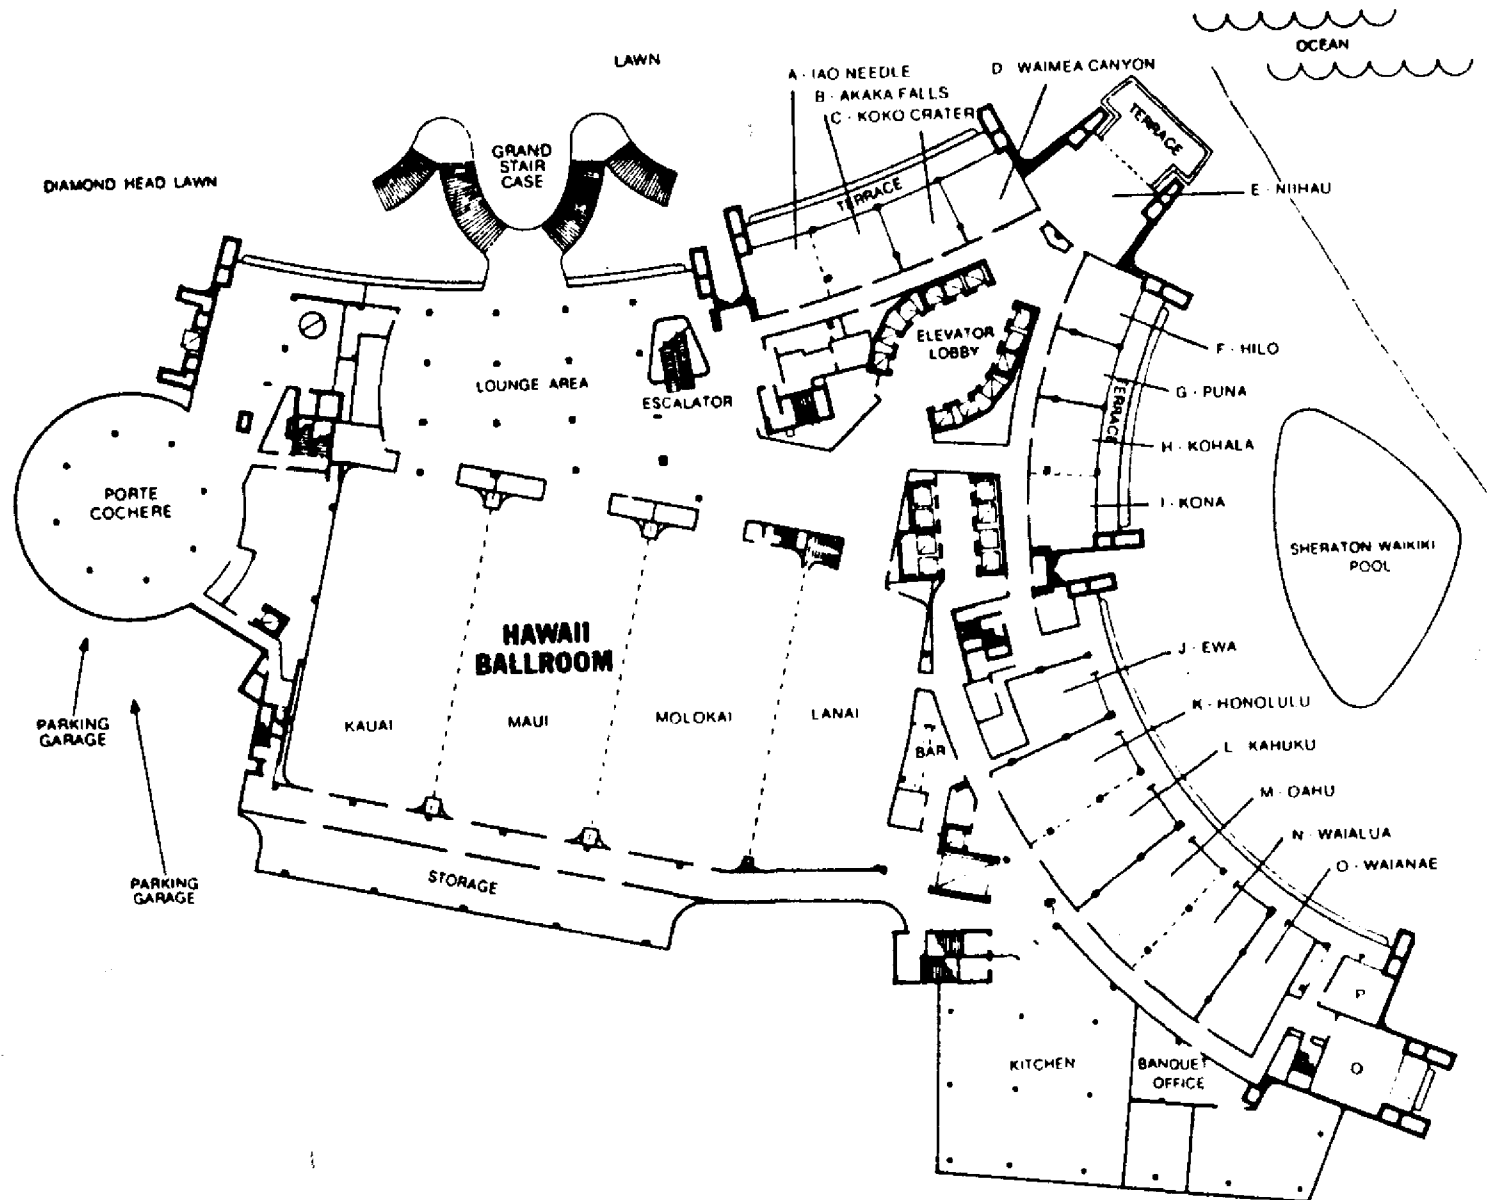 OCEAN
LAWN
A - IAO NEEDLE
D - WAIMEA CANYON
B - AKAKA FALLS
C - KOKO CRATER
TERRACE
GRAND
STAIR
CASE
DIAMOND HEAD LAWN
TERRACE
E - NIIHAU
ELEVATOR
LOBBY
F - HILO
LOUNGE AREA
ESCALATOR
G - PUNA
TERRACE
H - KOHALA
PORTE
COCHERE
I - KONA
SHERATON WAIKIKI
POOL
HAWAII
BALLROOM
J - EWA
K - HONOLULU
PARKING
GARAGE
KAUAI
MAUI
MOLOKAI
LANAI
BAR
L - KAHUKU
M - OAHU
N - WAIALUA
O - WAIANAE
STORAGE
PARKING
GARAGE
P
KITCHEN
BANQUET
OFFICE
Q